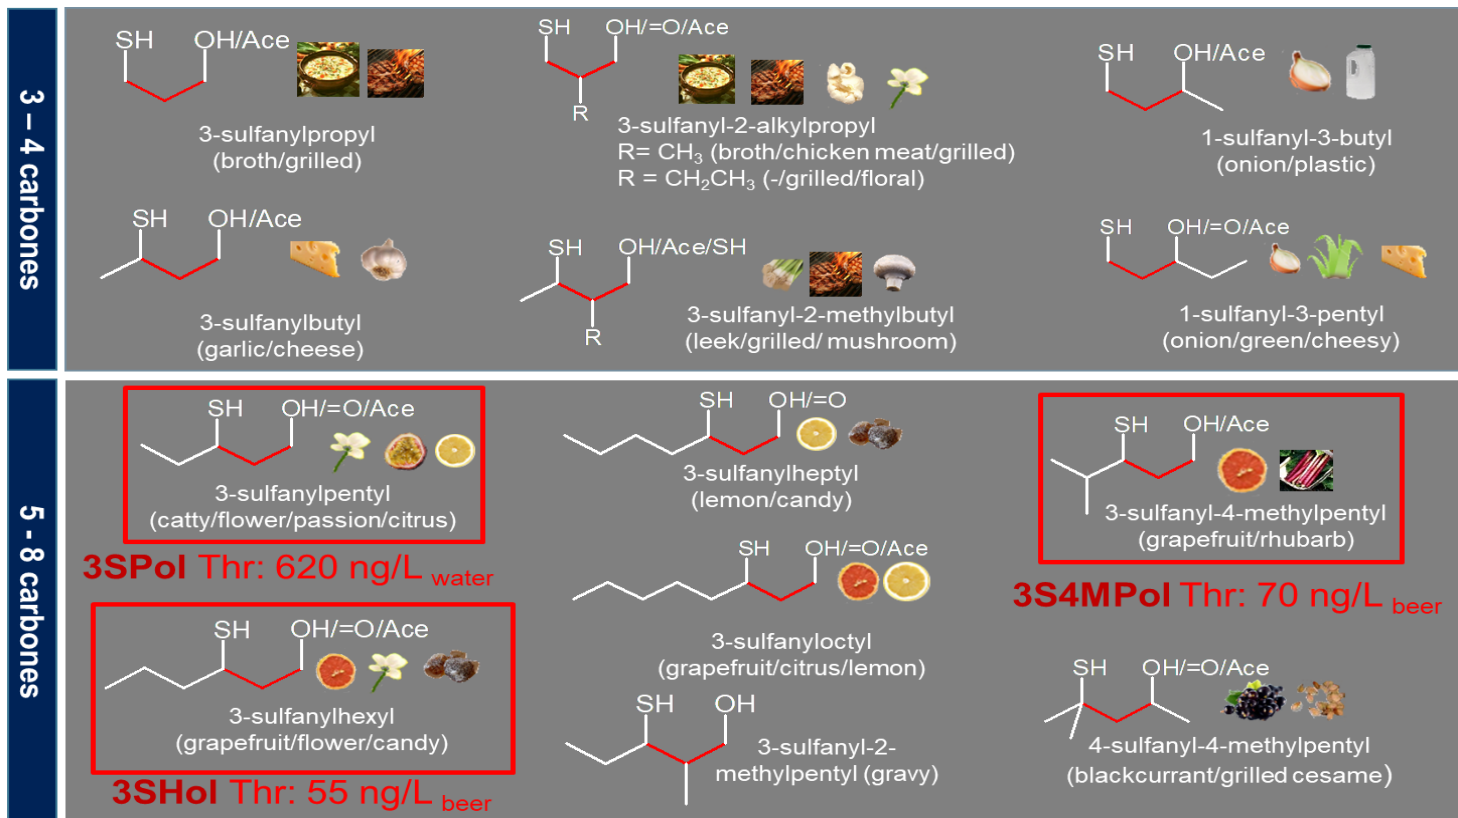 3 – 4 carbones
SH OH/Ace
3-sulfanylpropyl
(broth/grilled)
SH OH/=O/Ace
R
3-sulfanyl-2-alkylpropyl
R= CH₃ (broth/chicken meat/grilled)
R = CH₂CH₃ (-/grilled/floral)
SH OH/Ace
1-sulfanyl-3-butyl
(onion/plastic)
SH OH/Ace
3-sulfanylbutyl
(garlic/cheese)
SH OH/Ace/SH
R
3-sulfanyl-2-methylbutyl
(leek/grilled/ mushroom)
SH OH/=O/Ace
1-sulfanyl-3-pentyl
(onion/green/cheesy)
5 - 8 carbones
SH OH/=O/Ace
3-sulfanylpentyl
(catty/flower/passion/citrus)
3SPol Thr: 620 ng/L water
SH OH/=O/Ace
3-sulfanylhexyl
(grapefruit/flower/candy)
3SHol Thr: 55 ng/L beer
SH OH/=O
3-sulfanylheptyl
(lemon/candy)
SH OH/=O/Ace
3-sulfanyloctyl
(grapefruit/citrus/lemon)
SH OH
3-sulfanyl-2-
methylpentyl (gravy)
SH OH/Ace
3-sulfanyl-4-methylpentyl
(grapefruit/rhubarb)
3S4MPol Thr: 70 ng/L beer
SH OH/=O/Ace
4-sulfanyl-4-methylpentyl
(blackcurrant/grilled cesame)